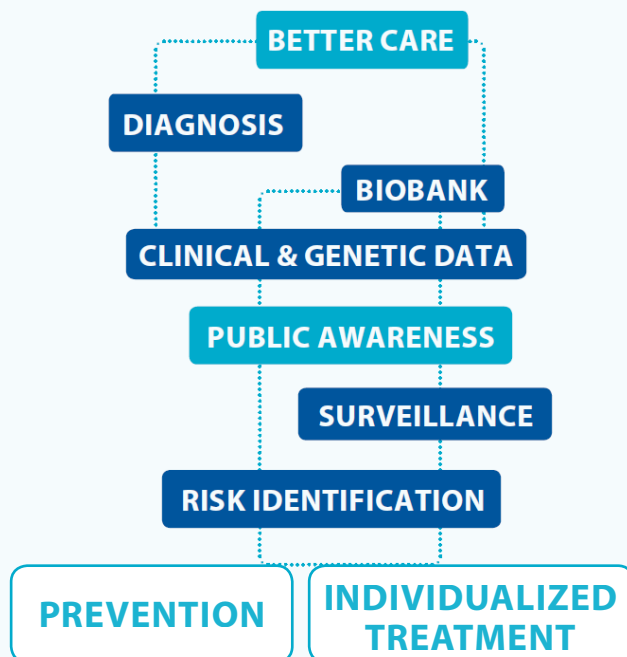 BETTER CARE
DIAGNOSIS
BIOBANK
CLINICAL & GENETIC DATA
PUBLIC AWARENESS
SURVEILLANCE
RISK IDENTIFICATION
PREVENTION
INDIVIDUALIZED
TREATMENT